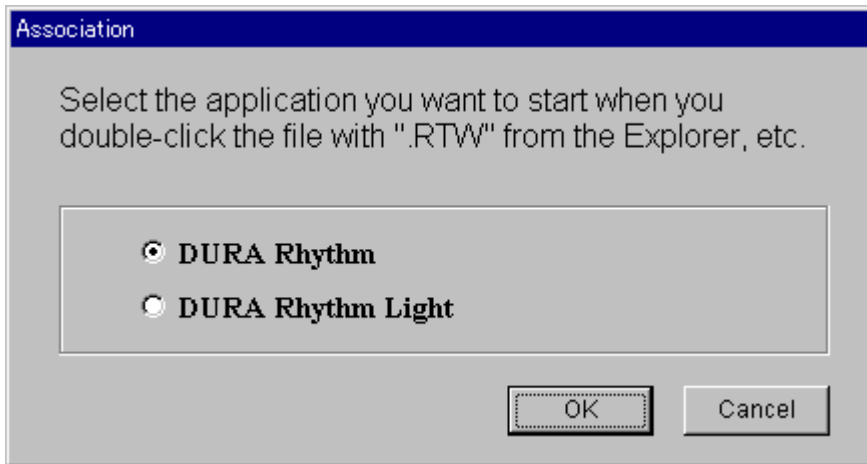 Association
Select the application you want to start when you
double-click the file with ".RTW" from the Explorer, etc.
DURA Rhythm
DURA Rhythm Light
OK
Cancel